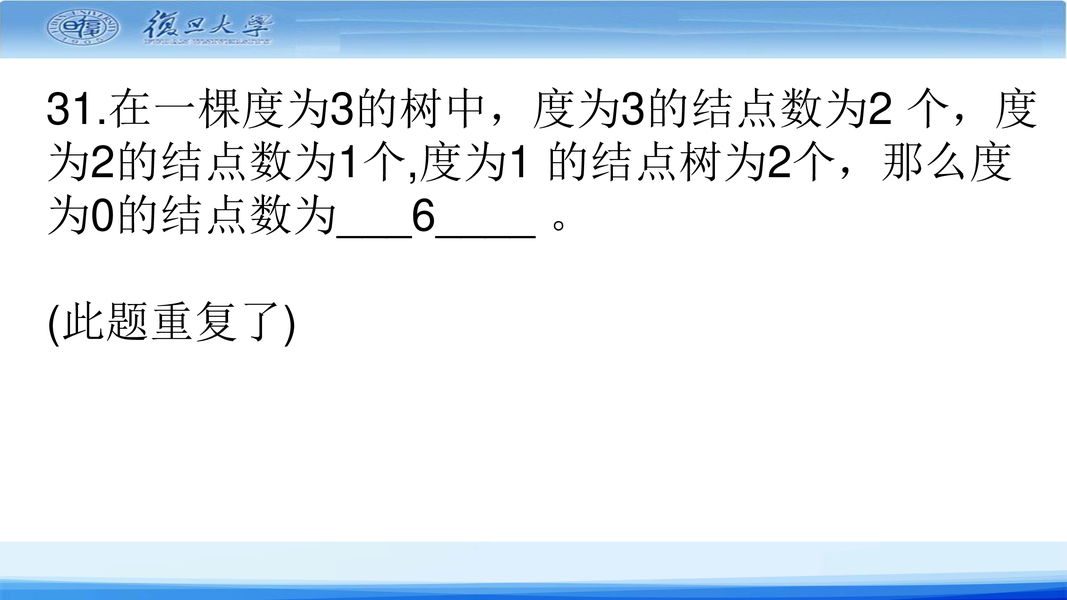 復旦大學
31.在一棵度为3的树中，度为3的结点数为2 个，度
为2的结点数为1个,度为1 的结点树为2个，那么度
为0的结点数为___6____ 。
(此题重复了)